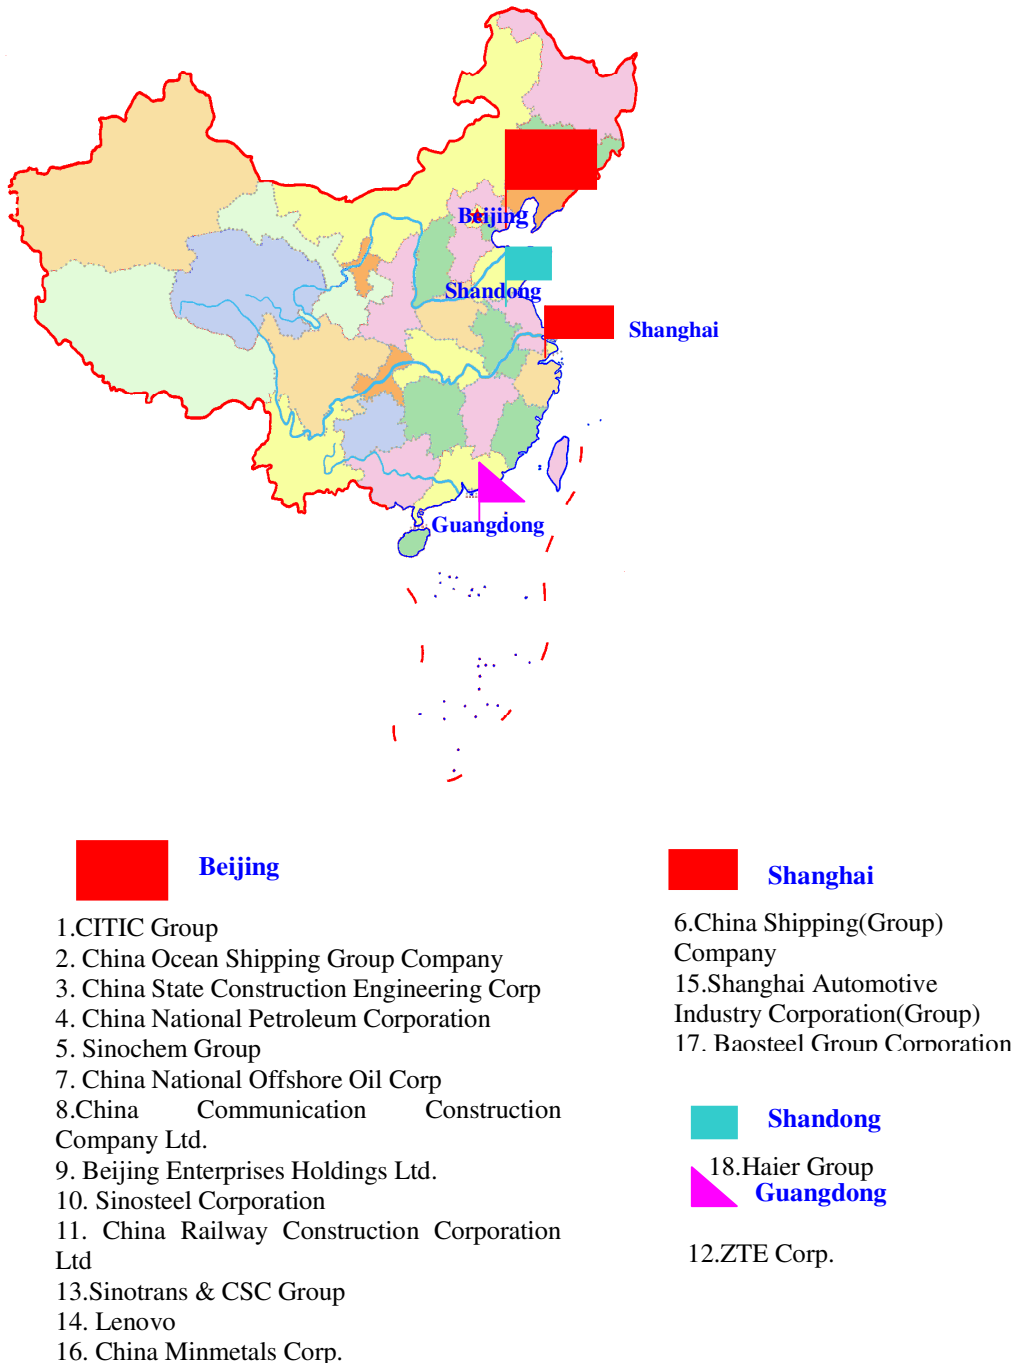 Beijing
Shandong
Shanghai
Guangdong
Beijing
1.CITIC Group
2. China Ocean Shipping Group Company
3. China State Construction Engineering Corp
4. China National Petroleum Corporation
5. Sinochem Group
7. China National Offshore Oil Corp
8.China Communication Construction
Company Ltd.
9. Beijing Enterprises Holdings Ltd.
10. Sinosteel Corporation
11. China Railway Construction Corporation
Ltd
13.Sinotrans & CSC Group
14. Lenovo
16. China Minmetals Corp.
Shanghai
6.China Shipping(Group)
Company
15.Shanghai Automotive
Industry Corporation(Group)
17. Baosteel Group Corporation
Shandong
18.Haier Group
Guangdong
12.ZTE Corp.